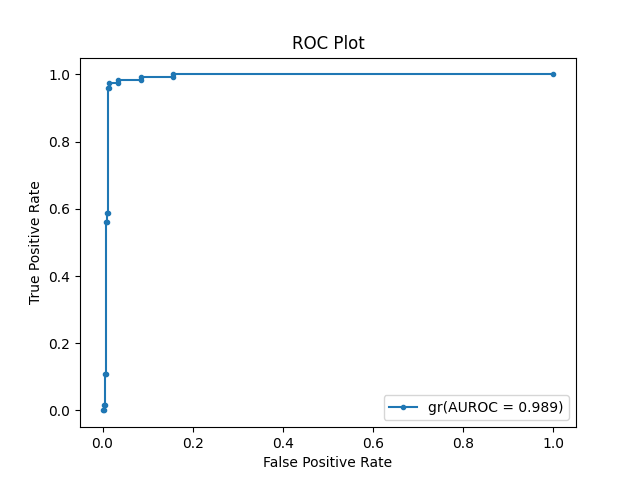 ROC Plot
1.0
0.8
0.6
0.4
0.2
0.0
True Positive Rate
gr(AUROC = 0.989)
0.0 0.2 0.4 0.6 0.8 1.0
False Positive Rate